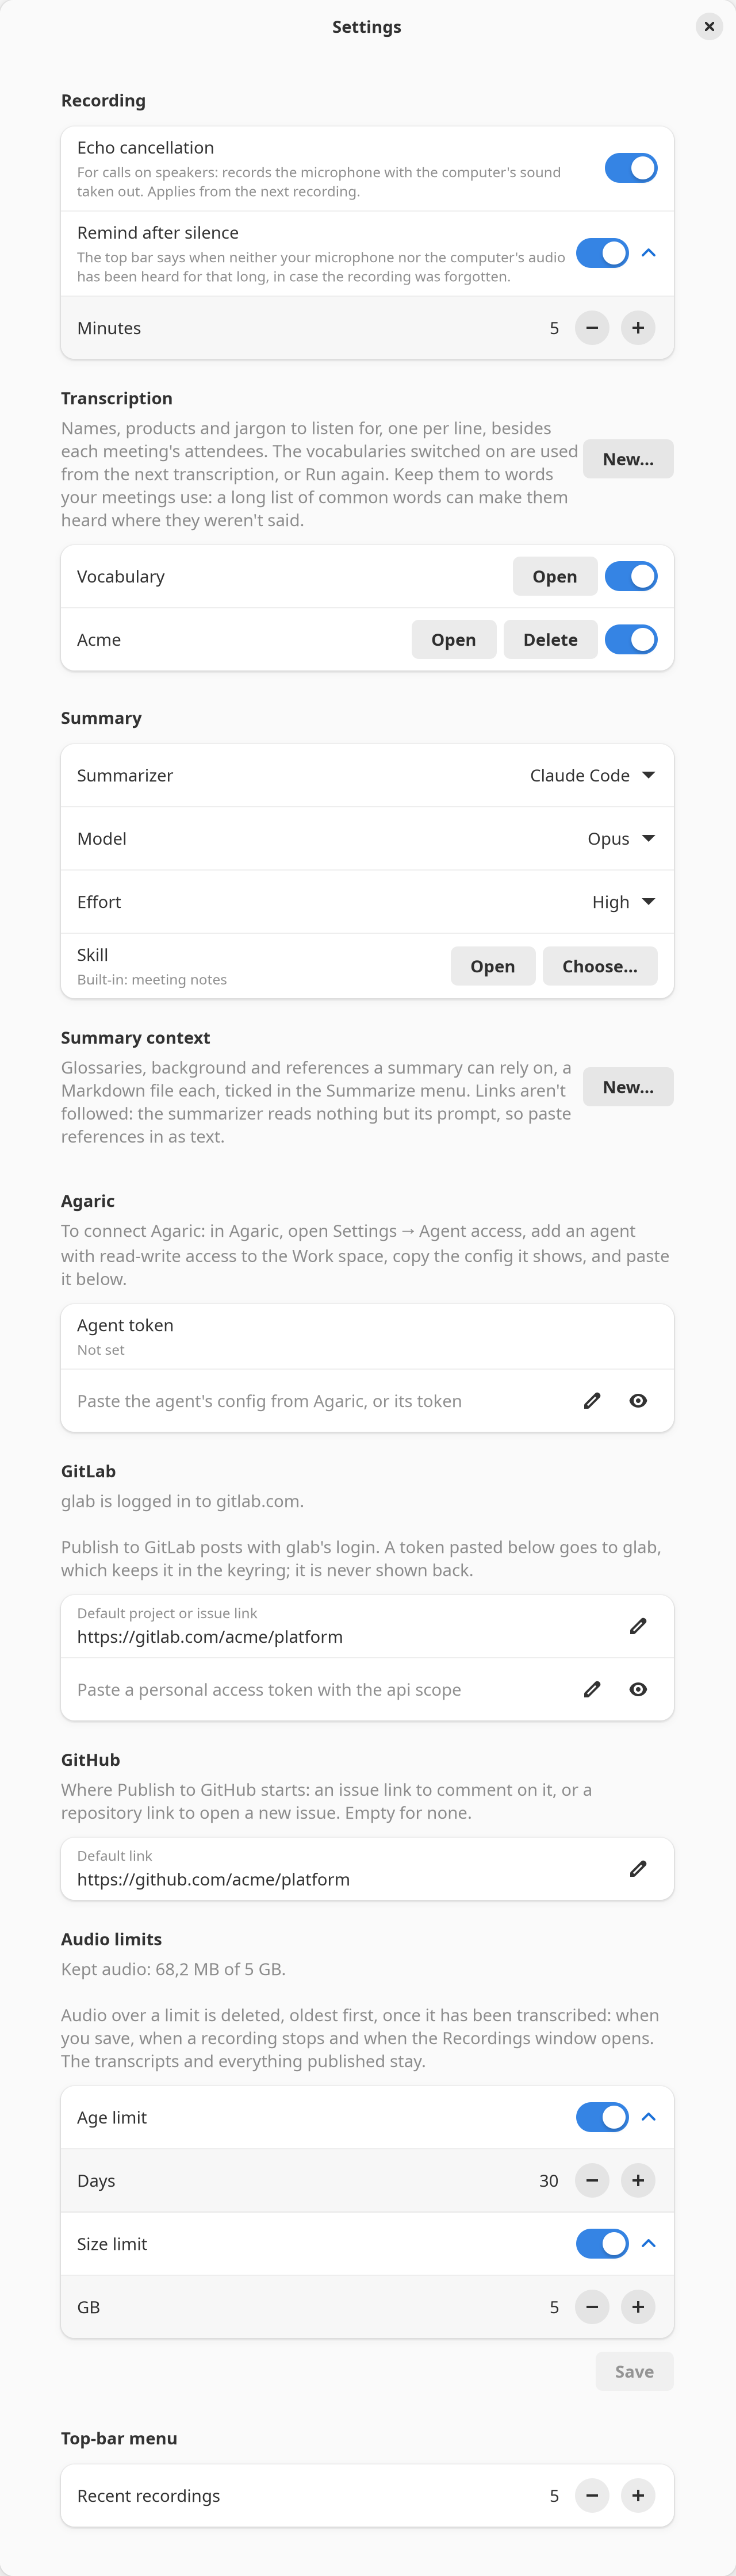 Settings
Recording
Echo cancellation
For calls on speakers: records the microphone with the computer's sound
taken out. Applies from the next recording.
Remind after silence
The top bar says when neither your microphone nor the computer's audio
has been heard for that long, in case the recording was forgotten.
Minutes 5
Transcription
Names, products and jargon to listen for, one per line, besides
each meeting's attendees. The vocabularies switched on are used
from the next transcription, or Run again. Keep them to words
your meetings use: a long list of common words can make them
heard where they weren't said.
New...
Vocabulary Open
Acme Open Delete
Summary
Summarizer Claude Code
Model Opus
Effort High
Skill
Built-in: meeting notes
Open Choose...
Summary context
Glossaries, background and references a summary can rely on, a
Markdown file each, ticked in the Summarize menu. Links aren't
followed: the summarizer reads nothing but its prompt, so paste
references in as text.
New...
Agaric
To connect Agaric: in Agaric, open Settings → Agent access, add an agent
with read-write access to the Work space, copy the config it shows, and paste
it below.
Agent token
Not set
Paste the agent's config from Agaric, or its token
GitLab
glab is logged in to gitlab.com.
Publish to GitLab posts with glab's login. A token pasted below goes to glab,
which keeps it in the keyring; it is never shown back.
Default project or issue link
https://gitlab.com/acme/platform
Paste a personal access token with the api scope
GitHub
Where Publish to GitHub starts: an issue link to comment on it, or a
repository link to open a new issue. Empty for none.
Default link
https://github.com/acme/platform
Audio limits
Kept audio: 68,2 MB of 5 GB.
Audio over a limit is deleted, oldest first, once it has been transcribed: when
you save, when a recording stops and when the Recordings window opens.
The transcripts and everything published stay.
Age limit
Days 30
Size limit
GB 5
Save
Top-bar menu
Recent recordings 5